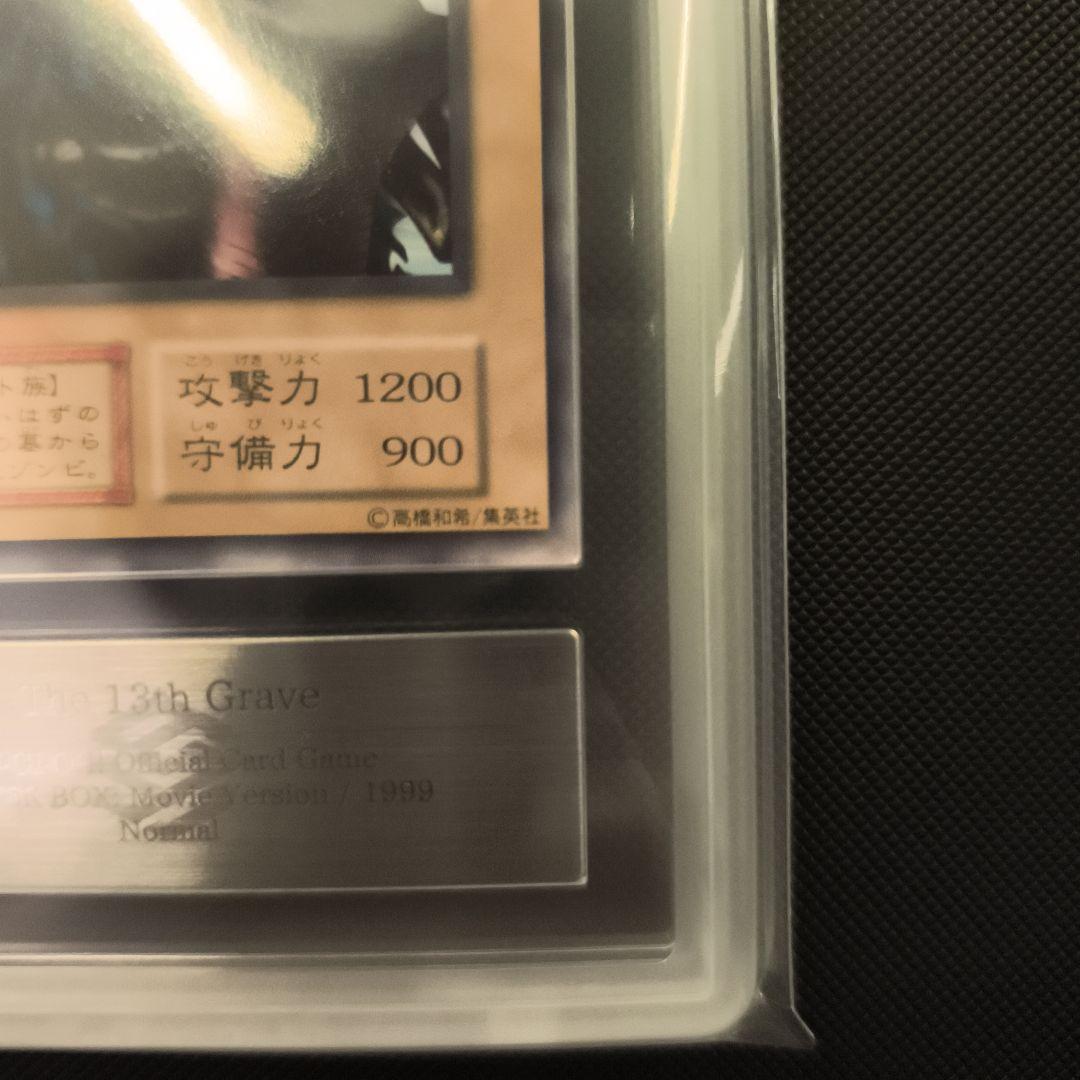 ト族】
はずの
墓から
ゾンビ。
こう げき りょく
攻撃力 1200
しゅ び りょく
守備力 900
©高橋和希/集英社
The 13th Grave
Official Card Game
BOX: Movie Version / 1999
Normal